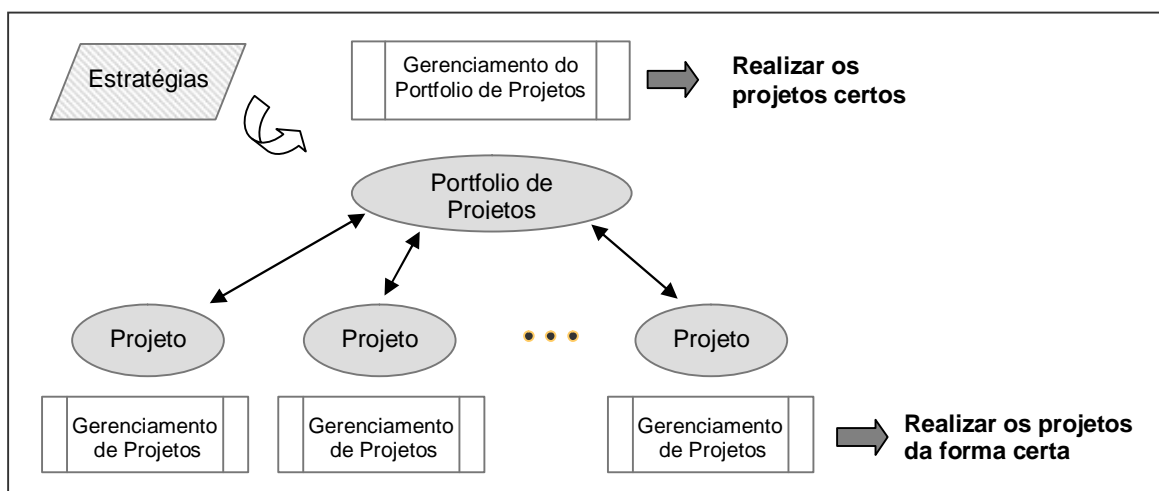 Estratégias
Gerenciamento do
Portfolio de Projetos
Realizar os
projetos certos
Portfolio de
Projetos
Projeto
Projeto
Projeto
Gerenciamento
de Projetos
Gerenciamento
de Projetos
Gerenciamento
de Projetos
Realizar os projetos
da forma certa